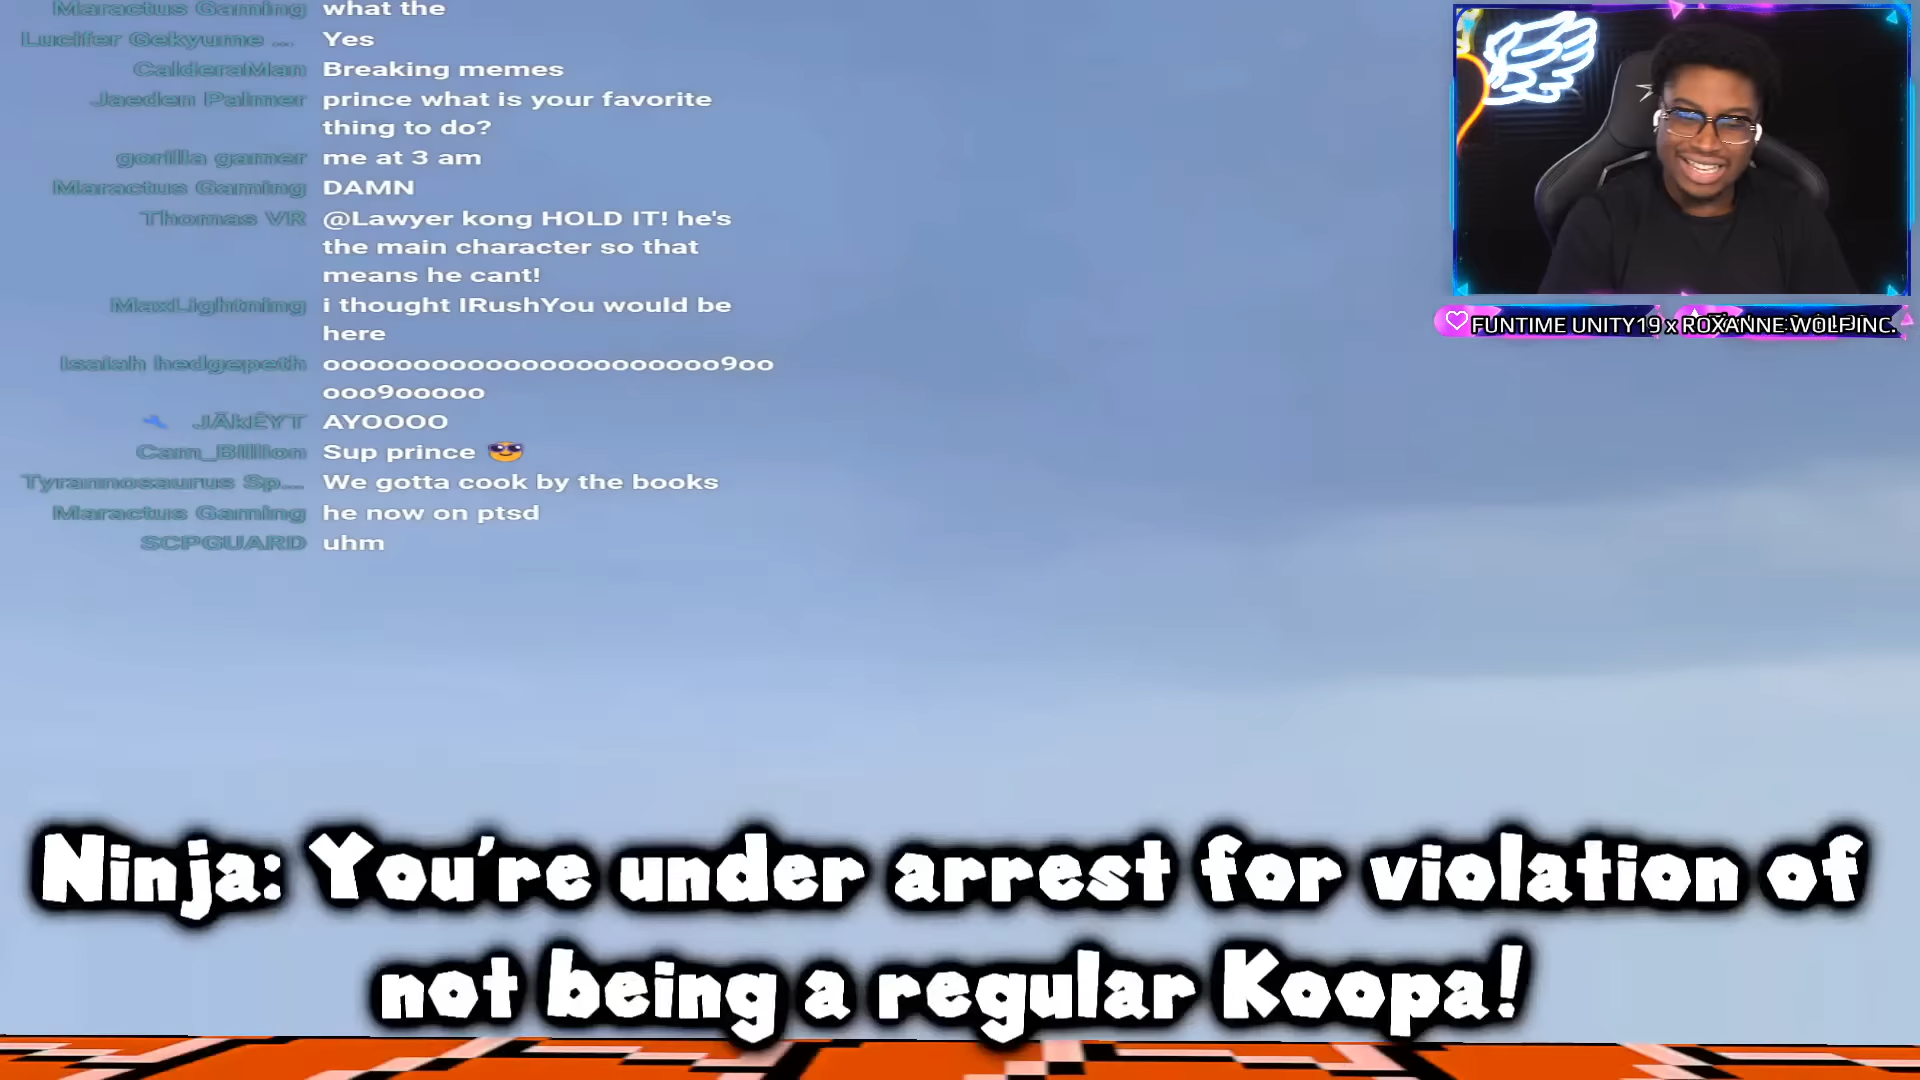 Maractus Gaming what the
Lucifer Gekyume ... Yes
CalderaMan Breaking memes
Jaeden Palmer prince what is your favorite
thing to do?
gorilla gamer me at 3 am
Maractus Gaming DAMN
Thomas VR @Lawyer kong HOLD IT! he's
the main character so that
means he cant!
MaxLightning i thought IRushYou would be
here
Isaiah hedgepeth oooooooooooooooooooooo9oo
ooo9ooooo
JÄkÊYT AYOOOO
Cam_Billion Sup prince 😎
Tyrannosaurus Sp... We gotta cook by the books
Maractus Gaming he now on ptsd
SCPGUARD uhm
FUNTIME UNITY19 x ROXANNE WOLF INC.
Ninja: You're under arrest for violation of
not being a regular Koopa!